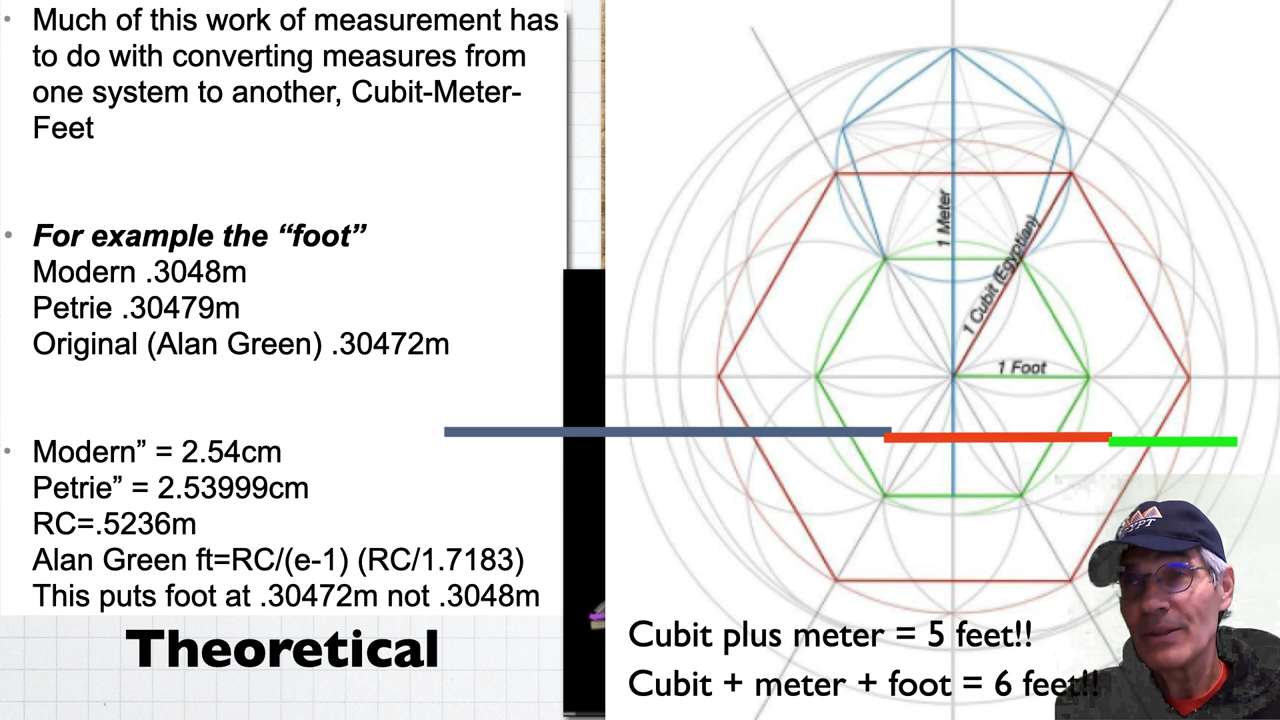 Much of this work of measurement has
to do with converting measures from
one system to another, Cubit-Meter-
Feet
For example the “foot”
Modern .3048m
Petrie .30479m
Original (Alan Green) .30472m
Modern” = 2.54cm
Petrie” = 2.53999cm
RC=.5236m
Alan Green ft=RC/(e-1) (RC/1.7183)
This puts foot at .30472m not .3048m
Theoretical
1 Meter
1 Cubit (Egyptian)
1 Foot
Cubit plus meter = 5 feet!!
Cubit + meter + foot = 6 feet!!